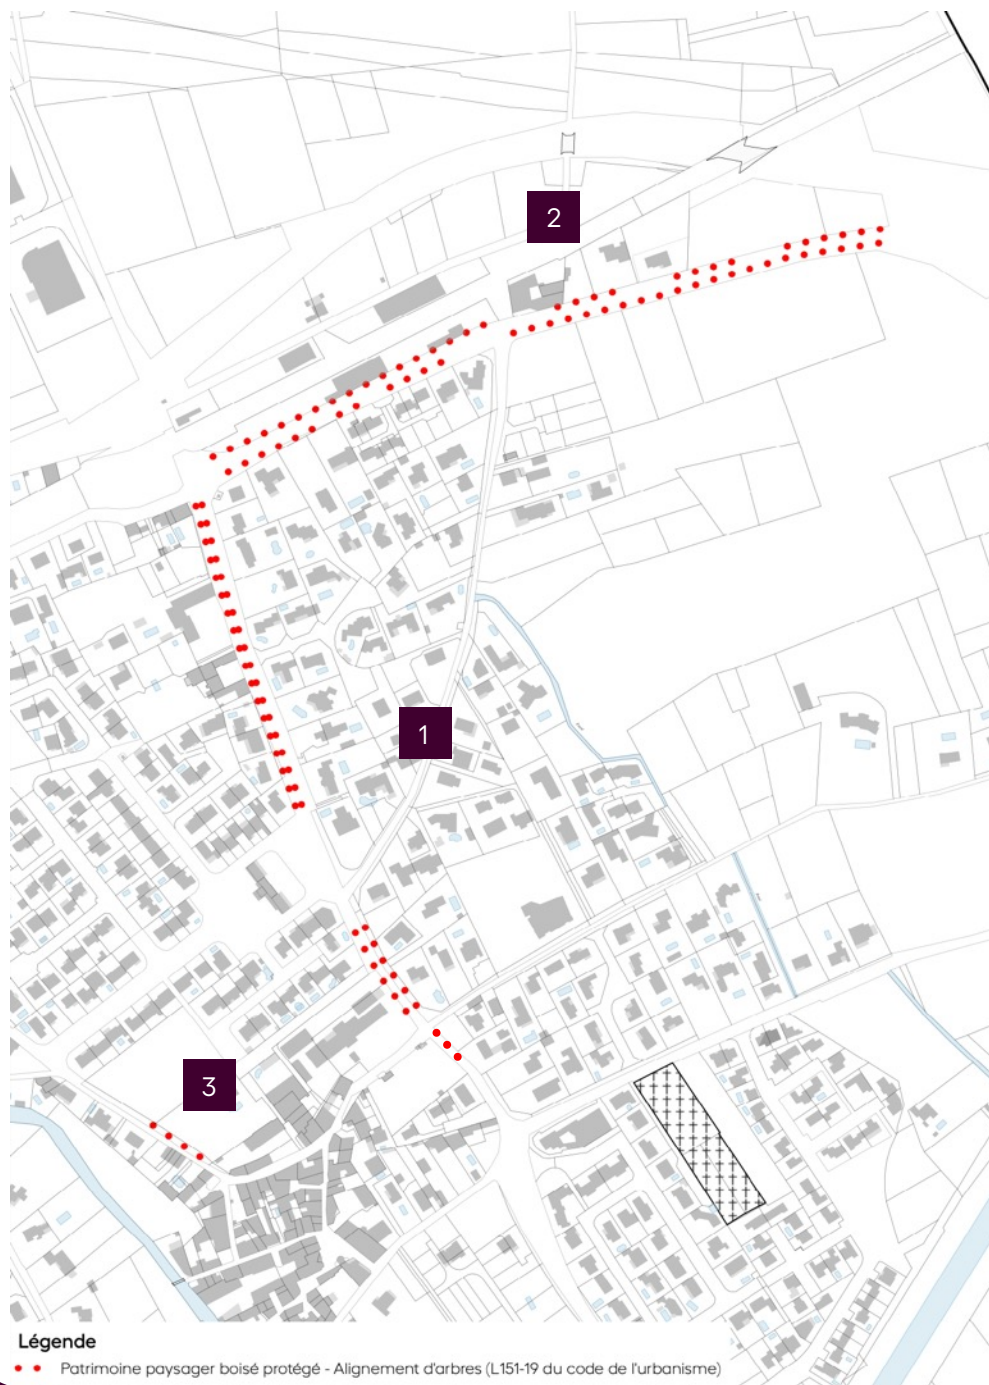 2
1
3
Légende
Patrimoine paysager boisé protégé - Alignement d'arbres (L151-19 du code de l'urbanisme)